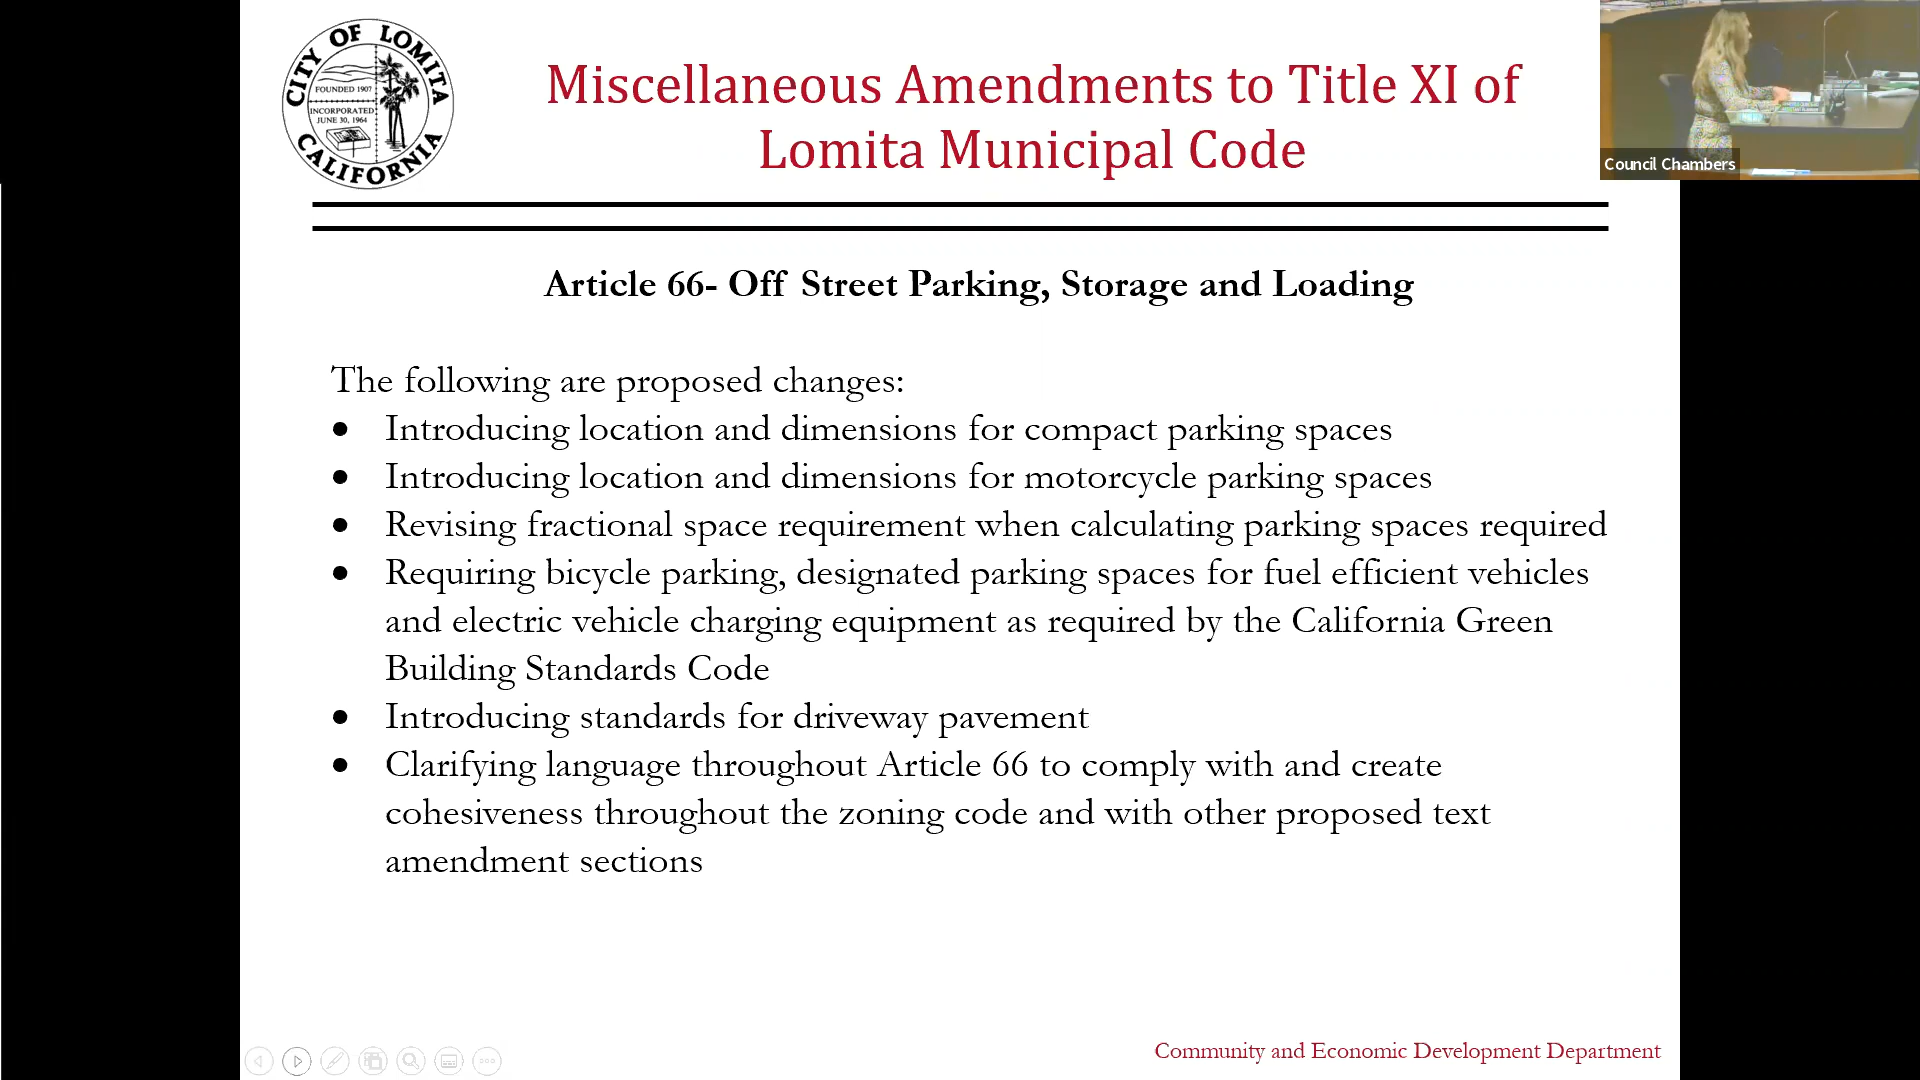 CITY OF LOMITA
FOUNDED 1907
INCORPORATED
JUNE 30, 1964
CALIFORNIA
Miscellaneous Amendments to Title XI of
Lomita Municipal Code
Council Chambers
Article 66- Off Street Parking, Storage and Loading
The following are proposed changes:
• Introducing location and dimensions for compact parking spaces
• Introducing location and dimensions for motorcycle parking spaces
• Revising fractional space requirement when calculating parking spaces required
• Requiring bicycle parking, designated parking spaces for fuel efficient vehicles
and electric vehicle charging equipment as required by the California Green
Building Standards Code
• Introducing standards for driveway pavement
• Clarifying language throughout Article 66 to comply with and create
cohesiveness throughout the zoning code and with other proposed text
amendment sections
Community and Economic Development Department